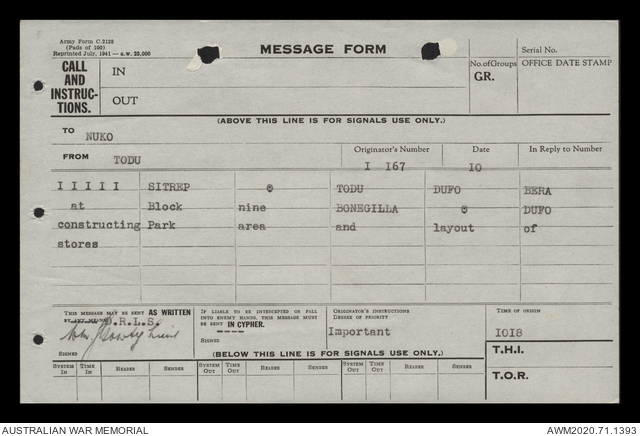 Army Form C.2128
(Pads of 100)
Reprinted July, 1941—s.w. 25,000
MESSAGE FORM
Serial No.
CALL AND INSTRUC-TIONS.
IN
OUT
No. of Groups
GR.
OFFICE DATE STAMP
(ABOVE THIS LINE IS FOR SIGNALS USE ONLY.)
TO NUKO
FROM TODU
Originator's Number
I 167
Date
10
In Reply to Number
I I I I I SITREP @ TODU DUFO BERA
at Block nine BONEGILLA @ DUFO
constructing Park area and layout of
stores
THIS MESSAGE MAY BE SENT AS WRITTEN
BY ANY MEANS D.R.L.S.
Lieut
SIGNED
IF LIABLE TO BE INTERCEPTED OR FALL
INTO ENEMY HANDS, THIS MESSAGE MUST
BE SENT IN CYPHER.
SIGNED
ORIGINATOR'S INSTRUCTIONS
DEGREE OF PRIORITY
Important
TIME OF ORIGIN
1018
(BELOW THIS LINE IS FOR SIGNALS USE ONLY.)
T.H.I.
T.O.R.
SYSTEM IN TIME IN READER SENDER SYSTEM OUT TIME OUT READER SENDER SYSTEM OUT TIME OUT READER SENDER
AUSTRALIAN WAR MEMORIAL
AWM2020.71.1393